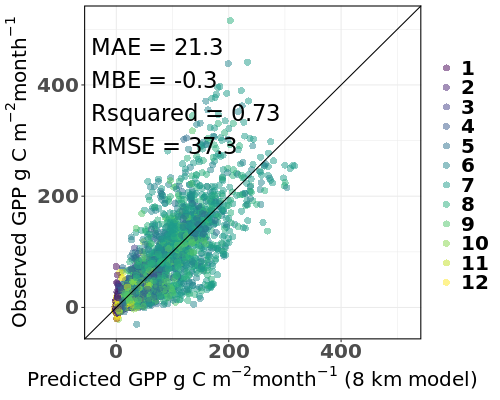 MAE = 21.3
MBE = -0.3
Rsquared = 0.73
RMSE = 37.3
Observed GPP g C m⁻²month⁻¹
400
200
0
0 200 400
Predicted GPP g C m⁻²month⁻¹ (8 km model)
1
2
3
4
5
6
7
8
9
10
11
12